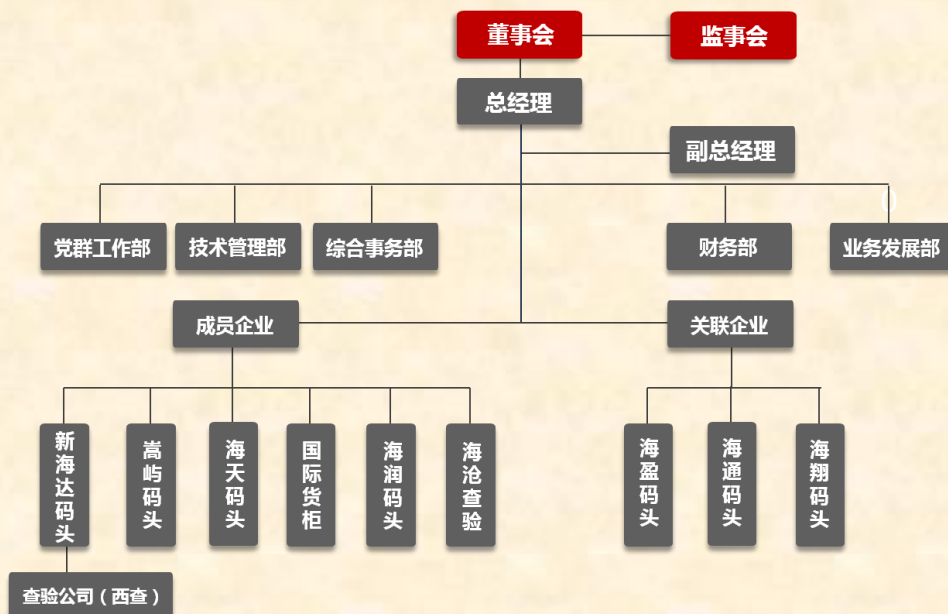 董事会
监事会
总经理
副总经理
0
党群工作部
技术管理部
综合事务部
财务部
业务发展部
成员企业
关联企业
新海达码头
嵩屿码头
海天码头
国际货柜
海润码头
海沧查验
海盈码头
海通码头
海翔码头
查验公司（西查）